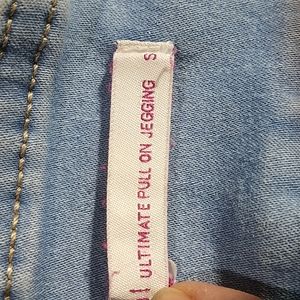 ULTIMATE PULL ON JEGGING S